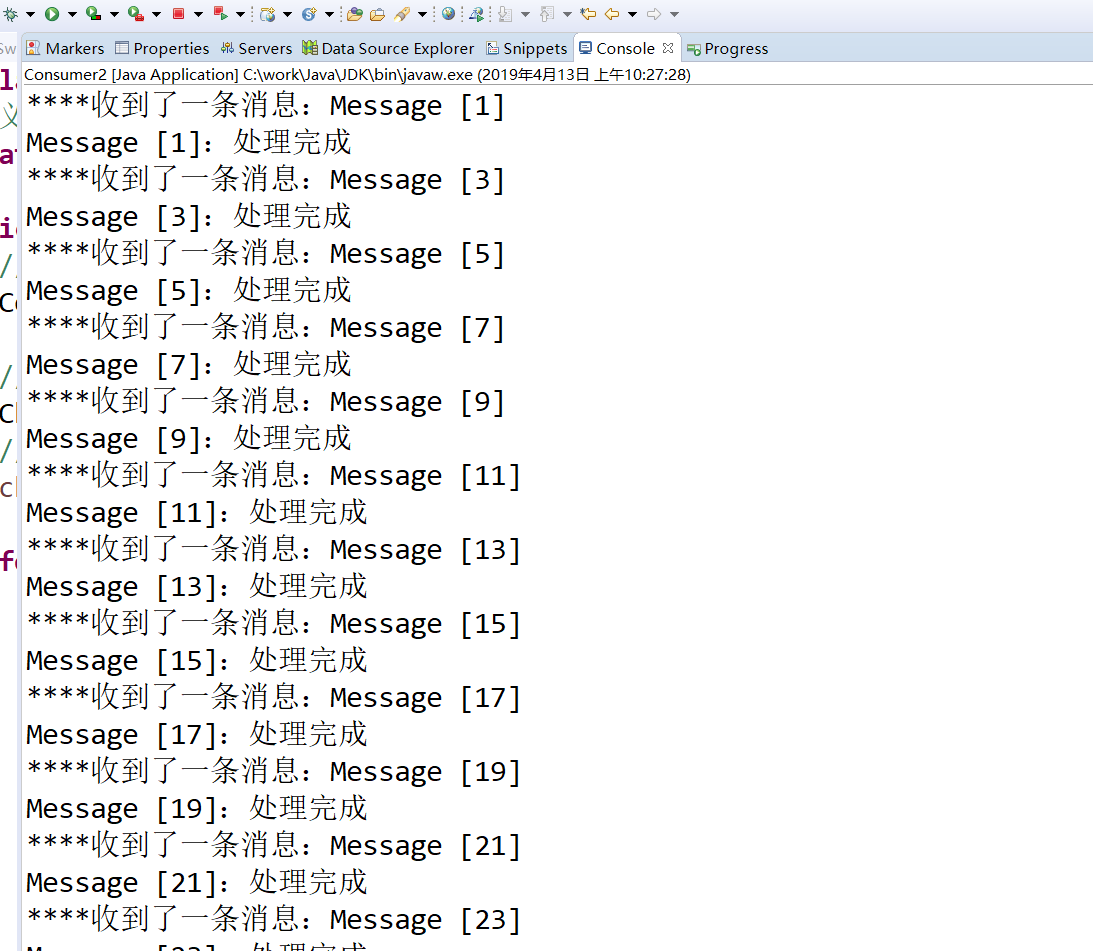 Markers Properties Servers Data Source Explorer Snippets Console Progress
Consumer2 [Java Application] C:\work\Java\JDK\bin\javaw.exe (2019年4月13日 上午10:27:28)
****收到了一条消息：Message [1]
Message [1]：处理完成
****收到了一条消息：Message [3]
Message [3]：处理完成
****收到了一条消息：Message [5]
Message [5]：处理完成
****收到了一条消息：Message [7]
Message [7]：处理完成
****收到了一条消息：Message [9]
Message [9]：处理完成
****收到了一条消息：Message [11]
Message [11]：处理完成
****收到了一条消息：Message [13]
Message [13]：处理完成
****收到了一条消息：Message [15]
Message [15]：处理完成
****收到了一条消息：Message [17]
Message [17]：处理完成
****收到了一条消息：Message [19]
Message [19]：处理完成
****收到了一条消息：Message [21]
Message [21]：处理完成
****收到了一条消息：Message [23]